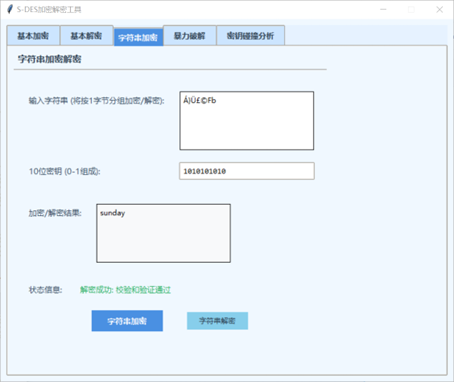 S-DES加密解密工具
基本加密 基本解密 字符串加密 暴力破解 密钥碰撞分析
字符串加密解密
输入字符串 (将按1字节分组加密/解密): Á)Ü£©Fb
10位密钥 (0-1组成): 1010101010
加密/解密结果: sunday
状态信息: 解密成功: 校验和验证通过
字符串加密 字符串解密